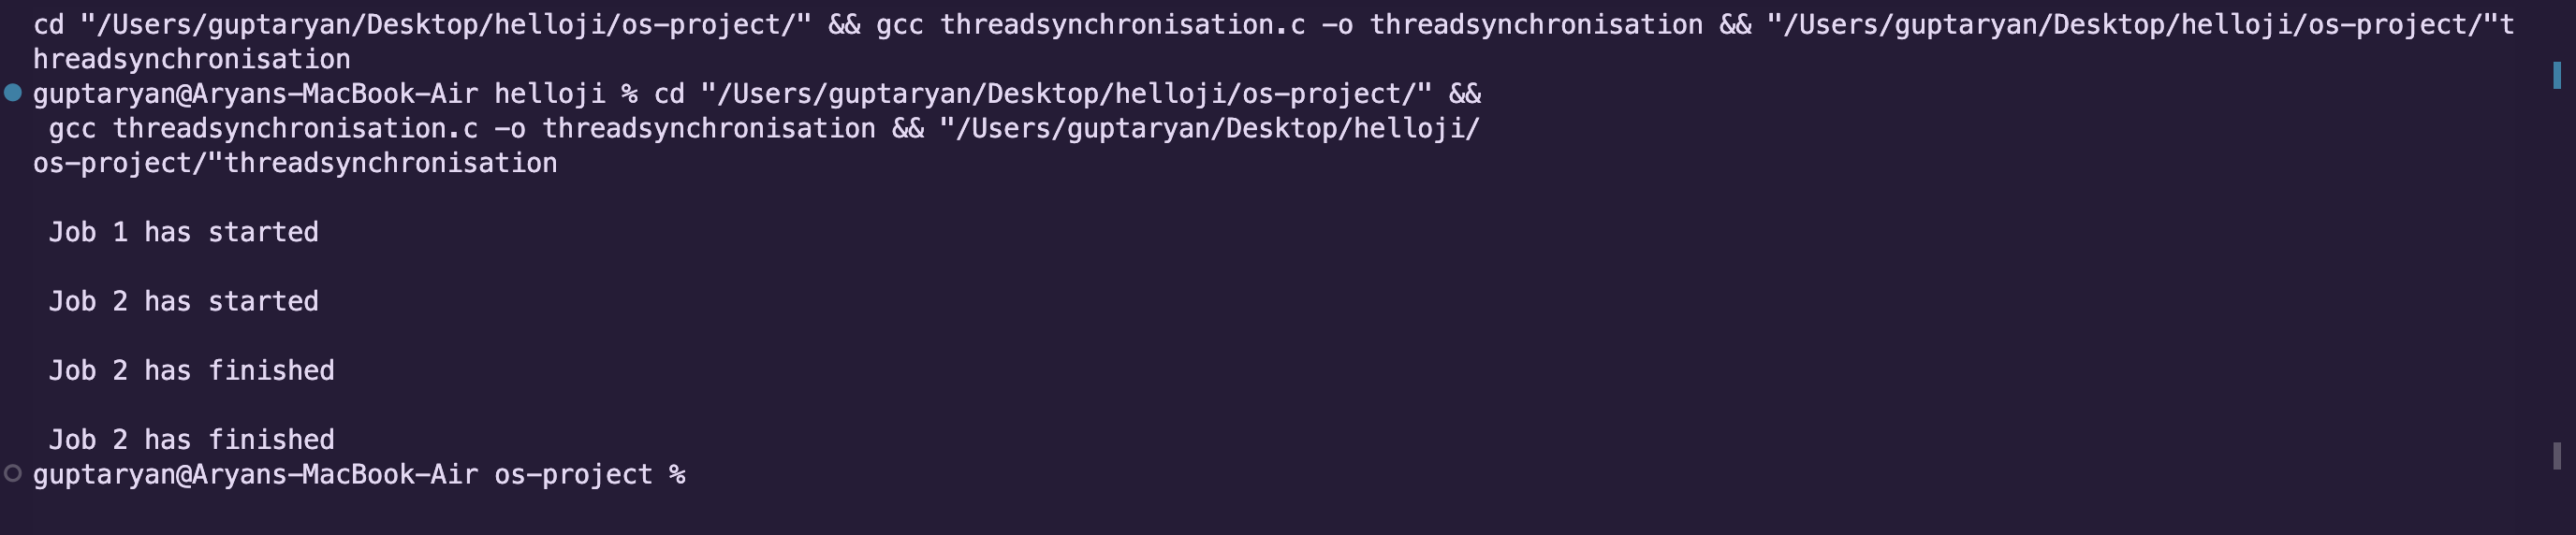 cd "/Users/guptaryan/Desktop/helloji/os-project/" && gcc threadsynchronisation.c -o threadsynchronisation && "/Users/guptaryan/Desktop/helloji/os-project/"t
hreadsynchronisation
guptaryan@Aryans-MacBook-Air helloji % cd "/Users/guptaryan/Desktop/helloji/os-project/" &&
 gcc threadsynchronisation.c -o threadsynchronisation && "/Users/guptaryan/Desktop/helloji/
os-project/"threadsynchronisation
 Job 1 has started
 Job 2 has started
 Job 2 has finished
 Job 2 has finished
guptaryan@Aryans-MacBook-Air os-project %